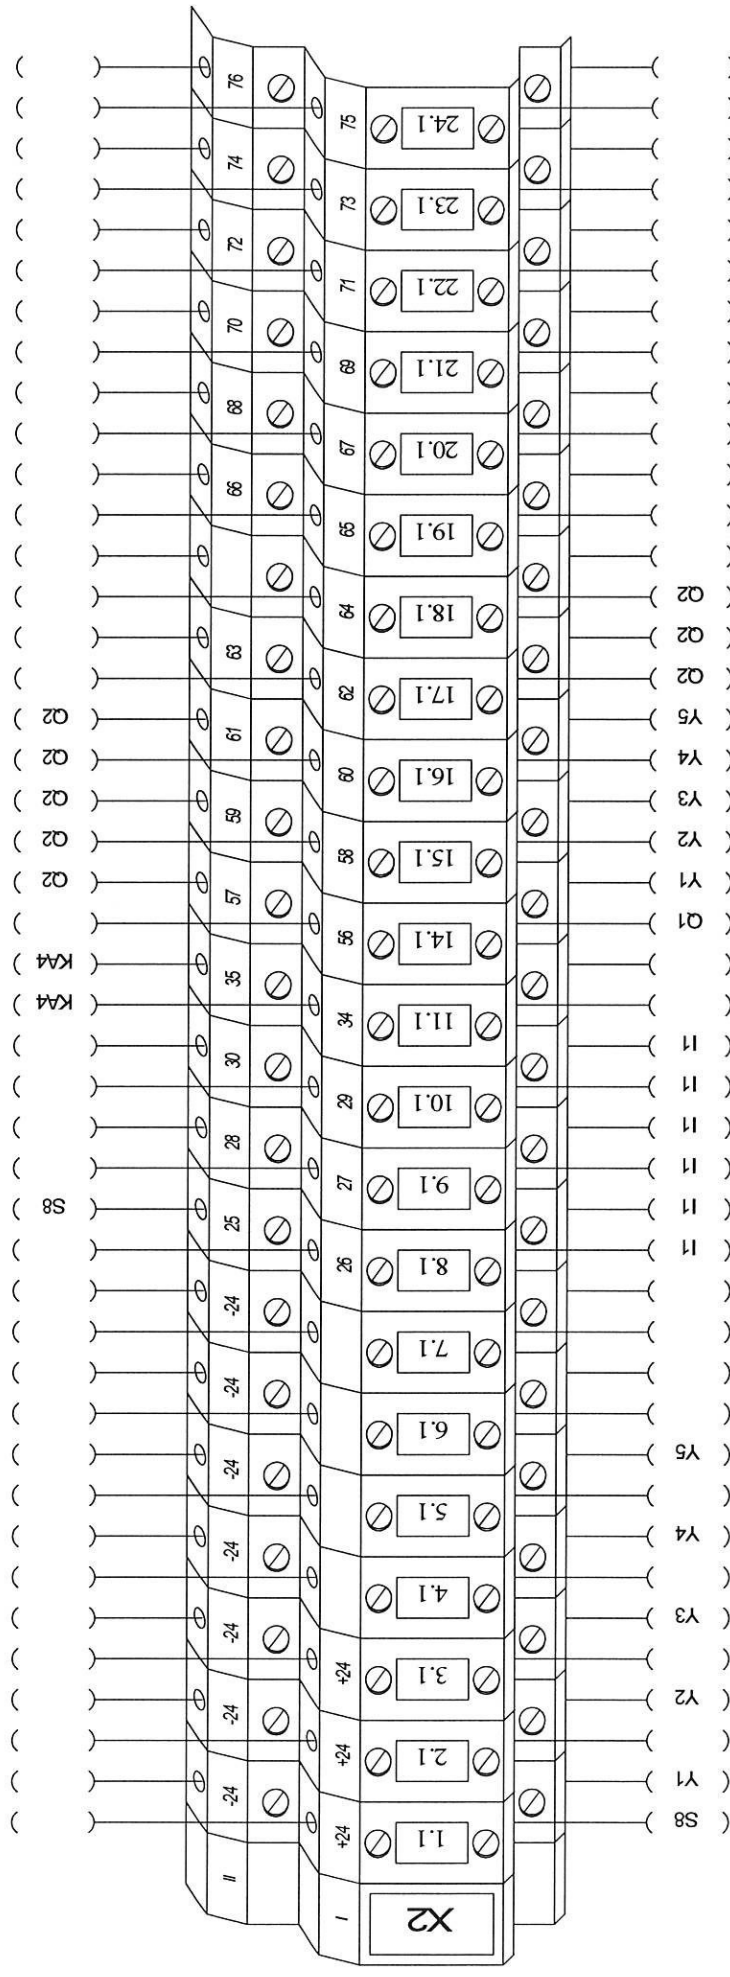 76
75 24.1
74
73 23.1
72
71 22.1
70
69 21.1
68
67 20.1
66
65 19.1
Q2
64 18.1
Q2
63
Q2
62 17.1
Q2 Y5
61
Q2 Y4
60 16.1
Q2 Y3
59
Q2 Y2
58 15.1
Q2 Y1
57
Q1
56 14.1
KA4
35
KA4
34 11.1
I1
30
I1
29 10.1
I1
28
I1
27 9.1
S8 I1
25
I1
26 8.1
-24
7.1
-24
6.1
Y5
-24
5.1
Y4
-24
4.1
Y3
-24
+24 3.1
Y2
-24
+24 2.1
Y1
-24
S8
+24 1.1
II
I X2